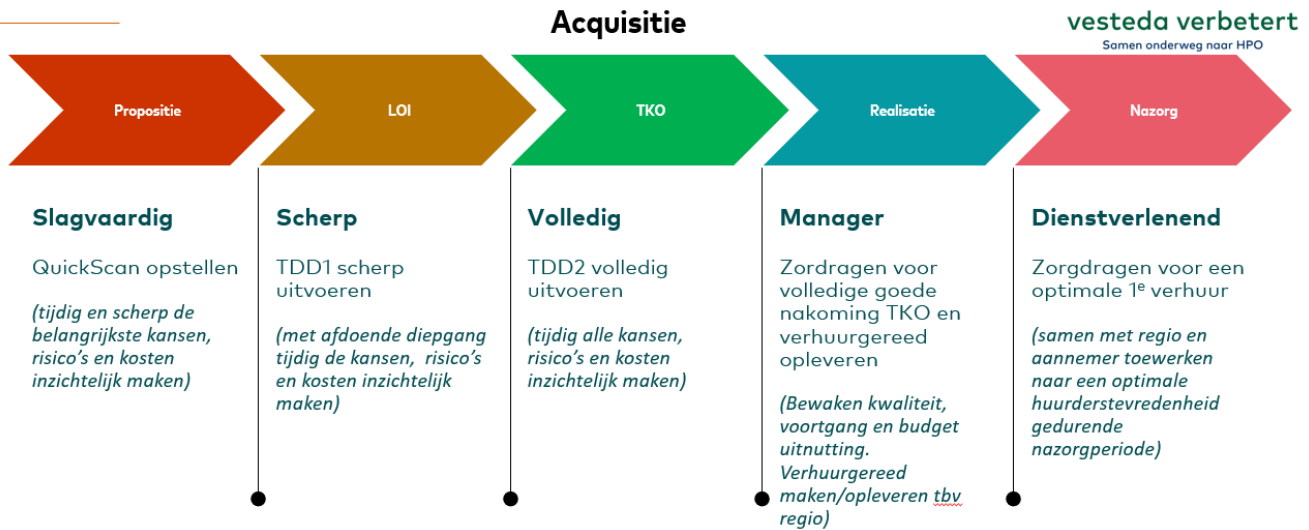 Acquisitie
vesteda verbetert
Samen onderweg naar HPO
Propositie
LOI
TKO
Realisatie
Nazorg
Slagvaardig
QuickScan opstellen
(tijdig en scherp de
belangrijkste kansen,
risico's en kosten
inzichtelijk maken)
Scherp
TDD1 scherp
uitvoeren
(met afdoende diepgang
tijdig de kansen, risico's
en kosten inzichtelijk
maken)
Volledig
TDD2 volledig
uitvoeren
(tijdig alle kansen,
risico's en kosten
inzichtelijk maken)
Manager
Zordragen voor
volledige goede
nakoming TKO en
verhuurgereed
opleveren
(Bewaken kwaliteit,
voortgang en budget
uitnutting.
Verhuurgereed
maken/opleveren tbv
regio)
Dienstverlenend
Zorgdragen voor een
optimale 1e verhuur
(samen met regio en
aannemer toewerken
naar een optimale
huurderstevredenheid
gedurende
nazorgperiode)